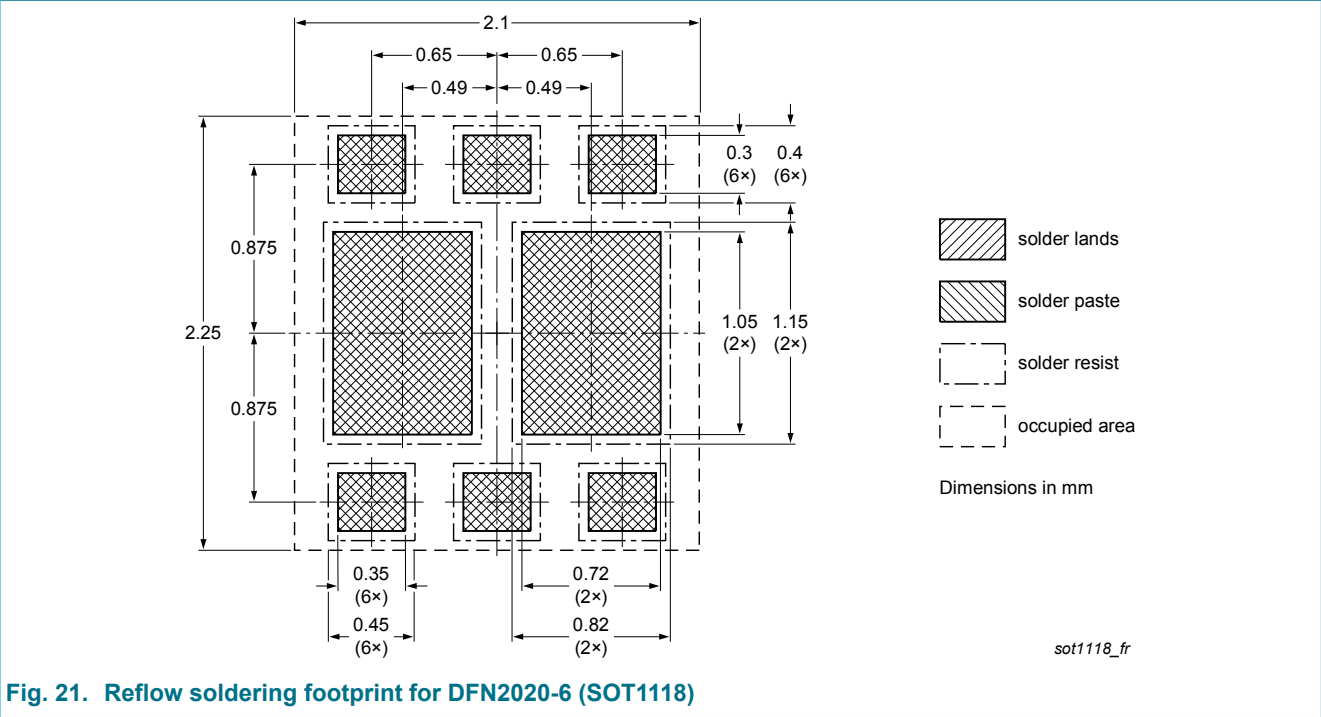 2.1
0.65 0.65
0.49 0.49
0.3 0.4
(6×) (6×)
0.875
2.25
1.05 1.15
(2×) (2×)
0.875
0.35 0.72
(6×) (2×)
0.45 0.82
(6×) (2×)
solder lands
solder paste
solder resist
occupied area
Dimensions in mm
sot1118_fr
Fig. 21. Reflow soldering footprint for DFN2020-6 (SOT1118)